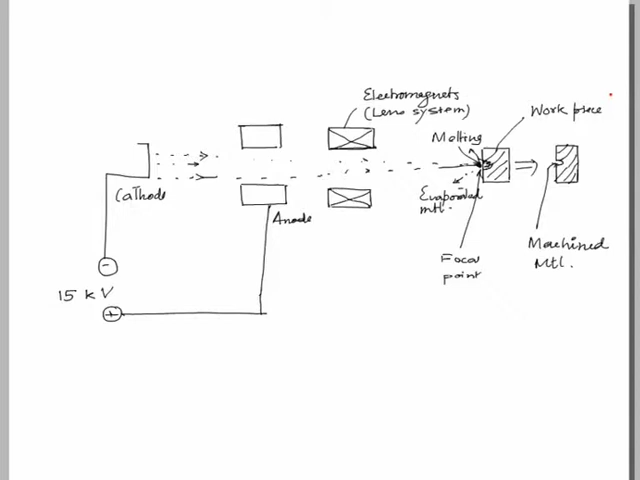 Electromagnets
(Lens system)
Work piece
Melting
Cathode
Anode
Evaporated
mtl.
Focal
point
Machined
Mtl.
−
15 kV
+